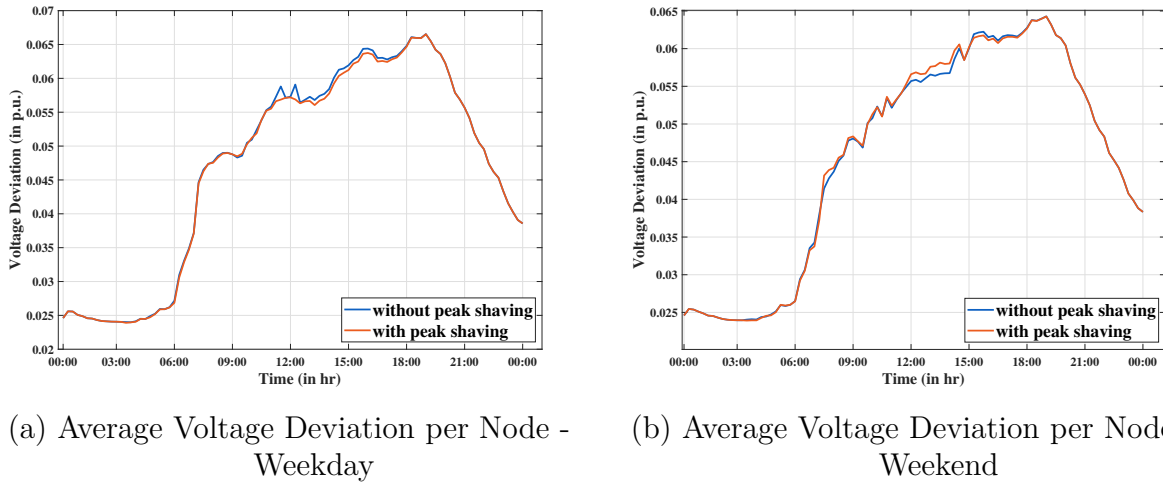 0.07
0.065
0.06
0.055
0.05
0.045
0.04
0.035
0.03
0.025
0.02
Voltage Deviation (in p.u.)
without peak shaving
with peak shaving
00:00 03:00 06:00 09:00 12:00 15:00 18:00 21:00 00:00
Time (in hr)
(a) Average Voltage Deviation per Node -
Weekday
0.065
0.06
0.055
0.05
0.045
0.04
0.035
0.03
0.025
Voltage Deviation (in p.u.)
without peak shaving
with peak shaving
00:00 03:00 06:00 09:00 12:00 15:00 18:00 21:00 00:00
Time (in hr)
(b) Average Voltage Deviation per Nod
Weekend